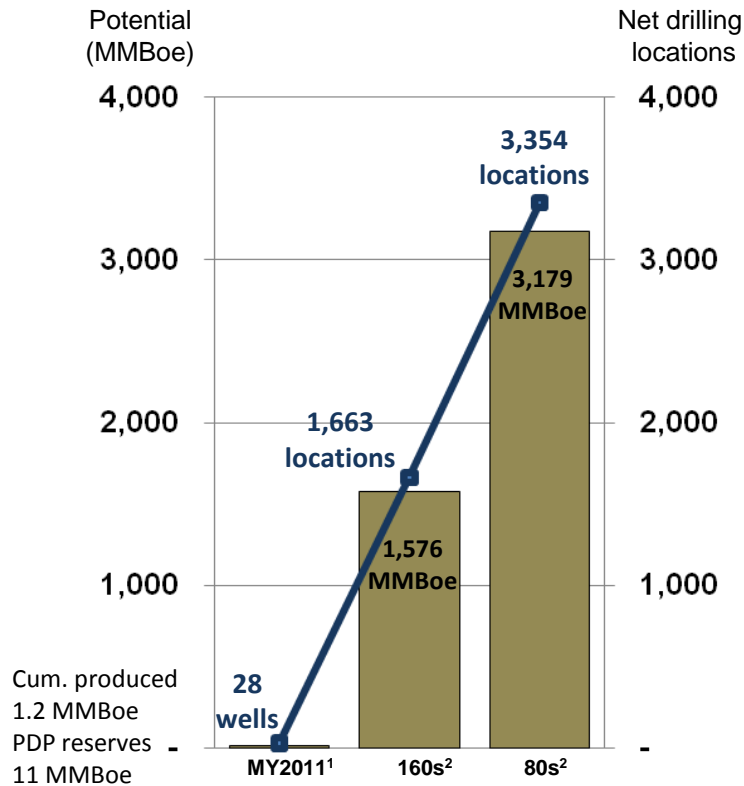 Potential
(MMBoe)
Net drilling
locations
4,000
4,000
3,354
locations
3,000
3,000
3,179
MMBoe
2,000
2,000
1,663
locations
1,576
MMBoe
1,000
1,000
Cum. produced
1.2 MMBoe
PDP reserves
11 MMBoe
28
wells
-
-
MY2011¹
160s²
80s²